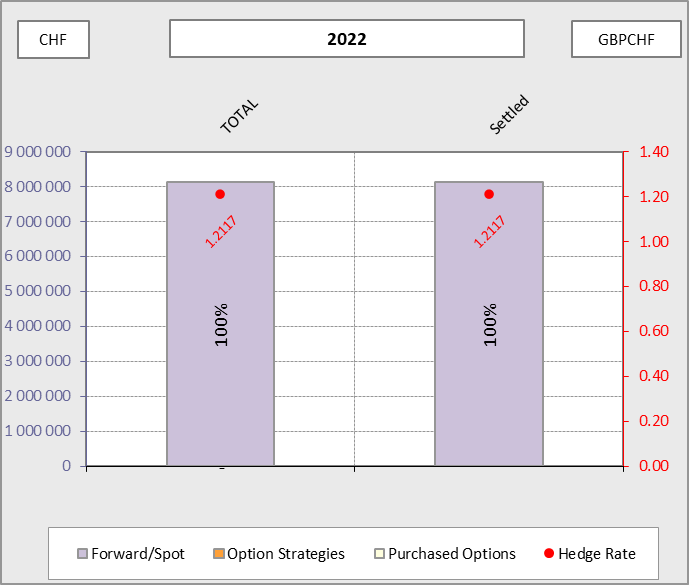 CHF
2022
GBPCHF
TOTAL
Settled
9 000 000
8 000 000
7 000 000
6 000 000
5 000 000
4 000 000
3 000 000
2 000 000
1 000 000
0
1.2117
100%
-
1.2117
100%
1.40
1.20
1.00
0.80
0.60
0.40
0.20
0.00
Forward/Spot
Option Strategies
Purchased Options
Hedge Rate